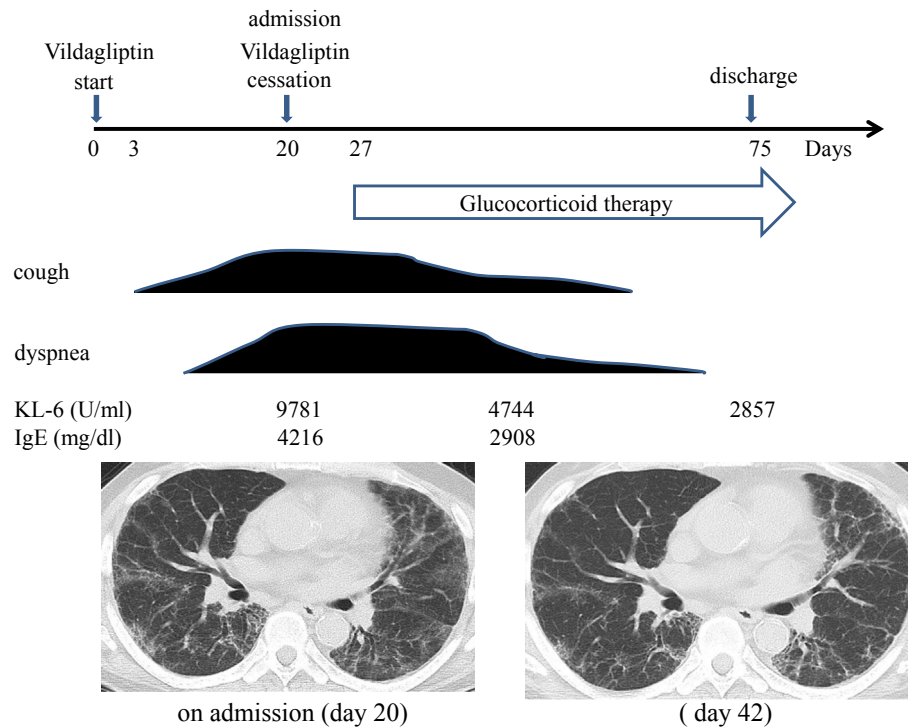 admission
Vildagliptin
start
Vildagliptin
cessation
discharge
0 3 20 27 75 Days
Glucocorticoid therapy
cough
dyspnea
KL-6 (U/ml) 9781 4744 2857
IgE (mg/dl) 4216 2908
on admission (day 20)
( day 42)